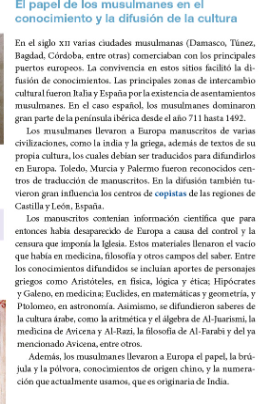 El papel de los musulmanes en el
conocimiento y la difusión de la cultura
En el siglo XII varias ciudades musulmanas (Damasco, Túnez,
Bagdad, Córdoba, entre otras) comerciaban con los principales
puertos europeos. La convivencia en estos sitios facilitó la di-
fusión de conocimientos. Las principales zonas de intercambio
cultural fueron Italia y España por la existencia de asentamientos
musulmanes. En el caso español, los musulmanes dominaron
gran parte de la península ibérica desde el año 711 hasta 1492.
Los musulmanes llevaron a Europa manuscritos de varias
civilizaciones, como la india y la griega, además de textos de su
propia cultura, los cuales debían ser traducidos para difundirlos
en Europa. Toledo, Murcia y Palermo fueron reconocidos cen-
tros de traducción de manuscritos. En la difusión también tu-
vieron gran influencia los centros de copistas de las regiones de
Castilla y León, España.
Los manuscritos contenían información científica que para
entonces había desaparecido de Europa a causa del control y la
censura que imponía la Iglesia. Estos materiales llenaron el vacío
que había en medicina, filosofía y otros campos del saber. Entre
los conocimientos difundidos se incluían aportes de personajes
griegos como Aristóteles, en física, lógica y ética; Hipócrates
y Galeno, en medicina; Euclides, en matemáticas y geometría, y
Ptolomeo, en astronomía. Asimismo, se difundieron saberes de
la cultura árabe, como la aritmética y el álgebra de Al-Juarismi, la
medicina de Avicena y Al-Razi, la filosofía de Al-Farabi y del ya
mencionado Avicena, entre otros.
Además, los musulmanes llevaron a Europa el papel, la brú-
jula y la pólvora, conocimientos de origen chino, y la numera-
ción que actualmente usamos, que es originaria de India.